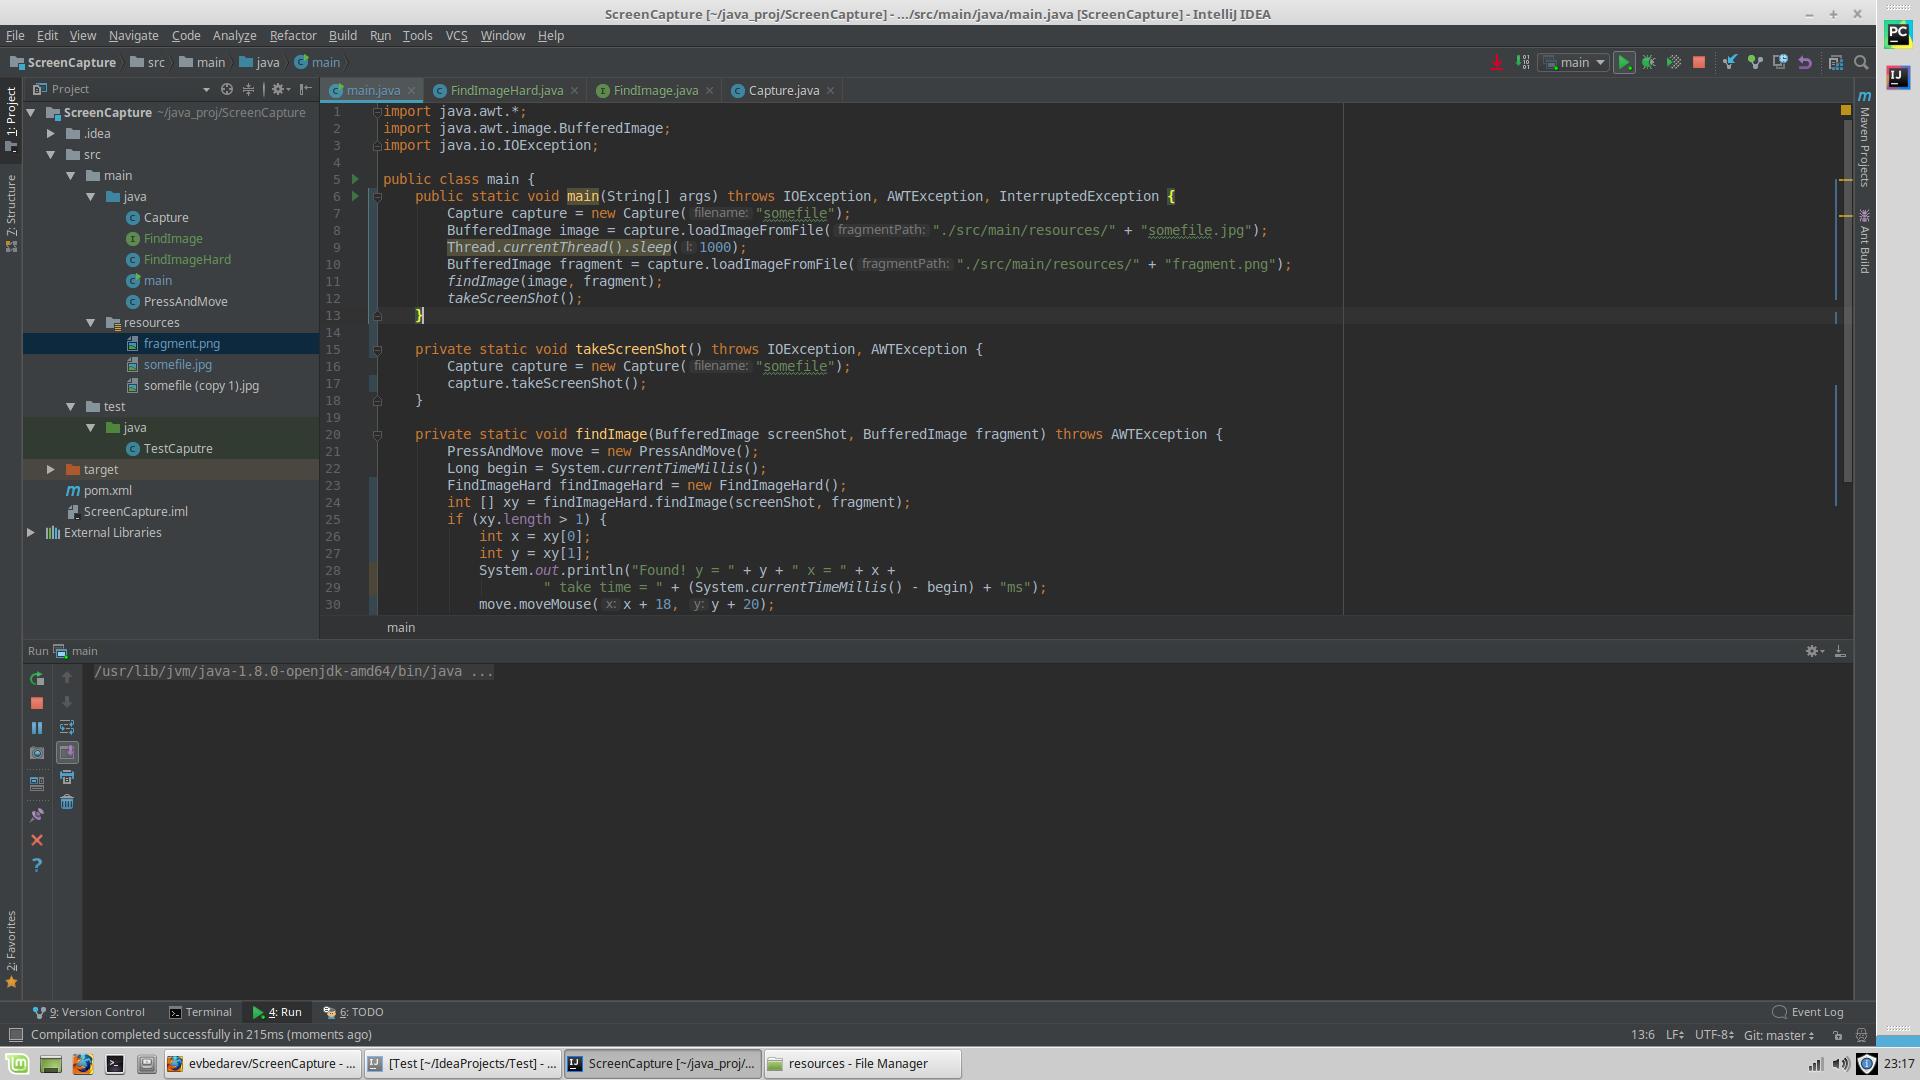 ScreenCapture [~/java_proj/ScreenCapture] - .../src/main/java/main.java [ScreenCapture] - IntelliJ IDEA
File Edit View Navigate Code Analyze Refactor Build Run Tools VCS Window Help
ScreenCapture src main java main
main
PC
IJ
1: Project
7: Structure
2: Favorites
Project
ScreenCapture ~/java_proj/ScreenCapture
.idea
src
main
java
Capture
FindImage
FindImageHard
main
PressAndMove
resources
fragment.png
somefile.jpg
somefile (copy 1).jpg
test
java
TestCaputre
target
pom.xml
ScreenCapture.iml
External Libraries
main.java FindImageHard.java FindImage.java Capture.java
1 import java.awt.*;
2 import java.awt.image.BufferedImage;
3 import java.io.IOException;
4
5 public class main {
6 public static void main(String[] args) throws IOException, AWTException, InterruptedException {
7 Capture capture = new Capture( filename: "somefile");
8 BufferedImage image = capture.loadImageFromFile( fragmentPath: "./src/main/resources/" + "somefile.jpg");
9 Thread.currentThread().sleep( l: 1000);
10 BufferedImage fragment = capture.loadImageFromFile( fragmentPath: "./src/main/resources/" + "fragment.png");
11 findImage(image, fragment);
12 takeScreenShot();
13 }
14
15 private static void takeScreenShot() throws IOException, AWTException {
16 Capture capture = new Capture( filename: "somefile");
17 capture.takeScreenShot();
18 }
19
20 private static void findImage(BufferedImage screenShot, BufferedImage fragment) throws AWTException {
21 PressAndMove move = new PressAndMove();
22 Long begin = System.currentTimeMillis();
23 FindImageHard findImageHard = new FindImageHard();
24 int [] xy = findImageHard.findImage(screenShot, fragment);
25 if (xy.length > 1) {
26 int x = xy[0];
27 int y = xy[1];
28 System.out.println("Found! y = " + y + " x = " + x +
29 " take time = " + (System.currentTimeMillis() - begin) + "ms");
30 move.moveMouse( x: x + 18, y: y + 20);
main
Maven Projects
Ant Build
Run main
/usr/lib/jvm/java-1.8.0-openjdk-amd64/bin/java ...
9: Version Control Terminal 4: Run 6: TODO Event Log
Compilation completed successfully in 215ms (moments ago) 13:6 LF÷ UTF-8÷ Git: master÷
evbedarev/ScreenCapture - ... [Test [~/IdeaProjects/Test] - ... ScreenCapture [~/java_proj/... resources - File Manager 23:17